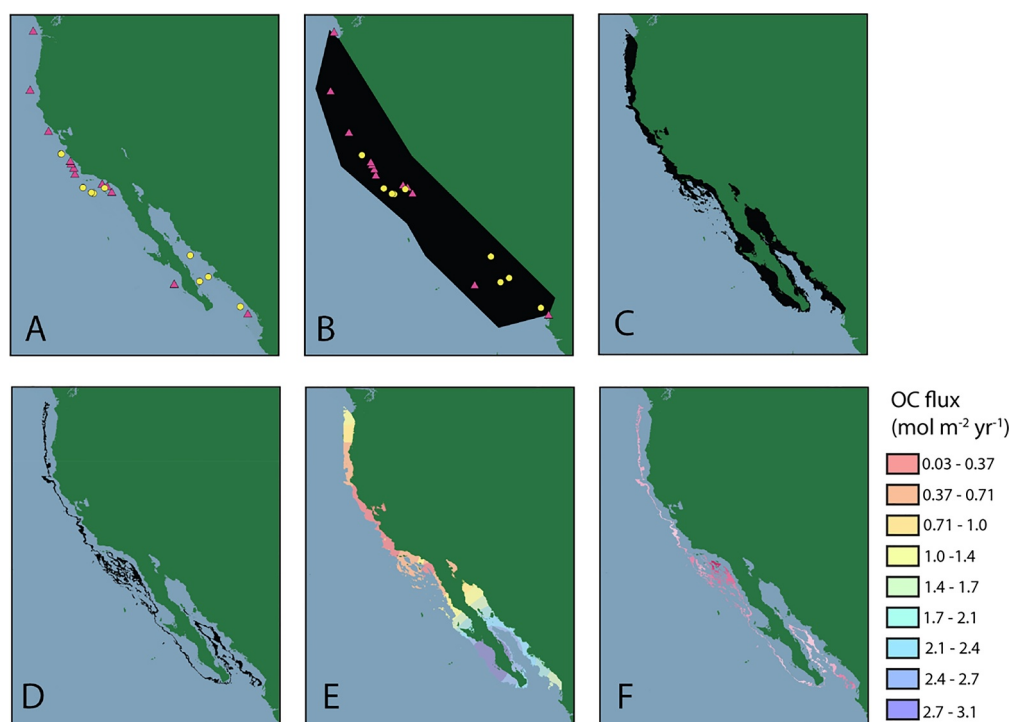 A
B
C
D
E
F
OC flux
(mol m⁻² yr⁻¹)
0.03 - 0.37
0.37 - 0.71
0.71 - 1.0
1.0 - 1.4
1.4 - 1.7
1.7 - 2.1
2.1 - 2.4
2.4 - 2.7
2.7 - 3.1